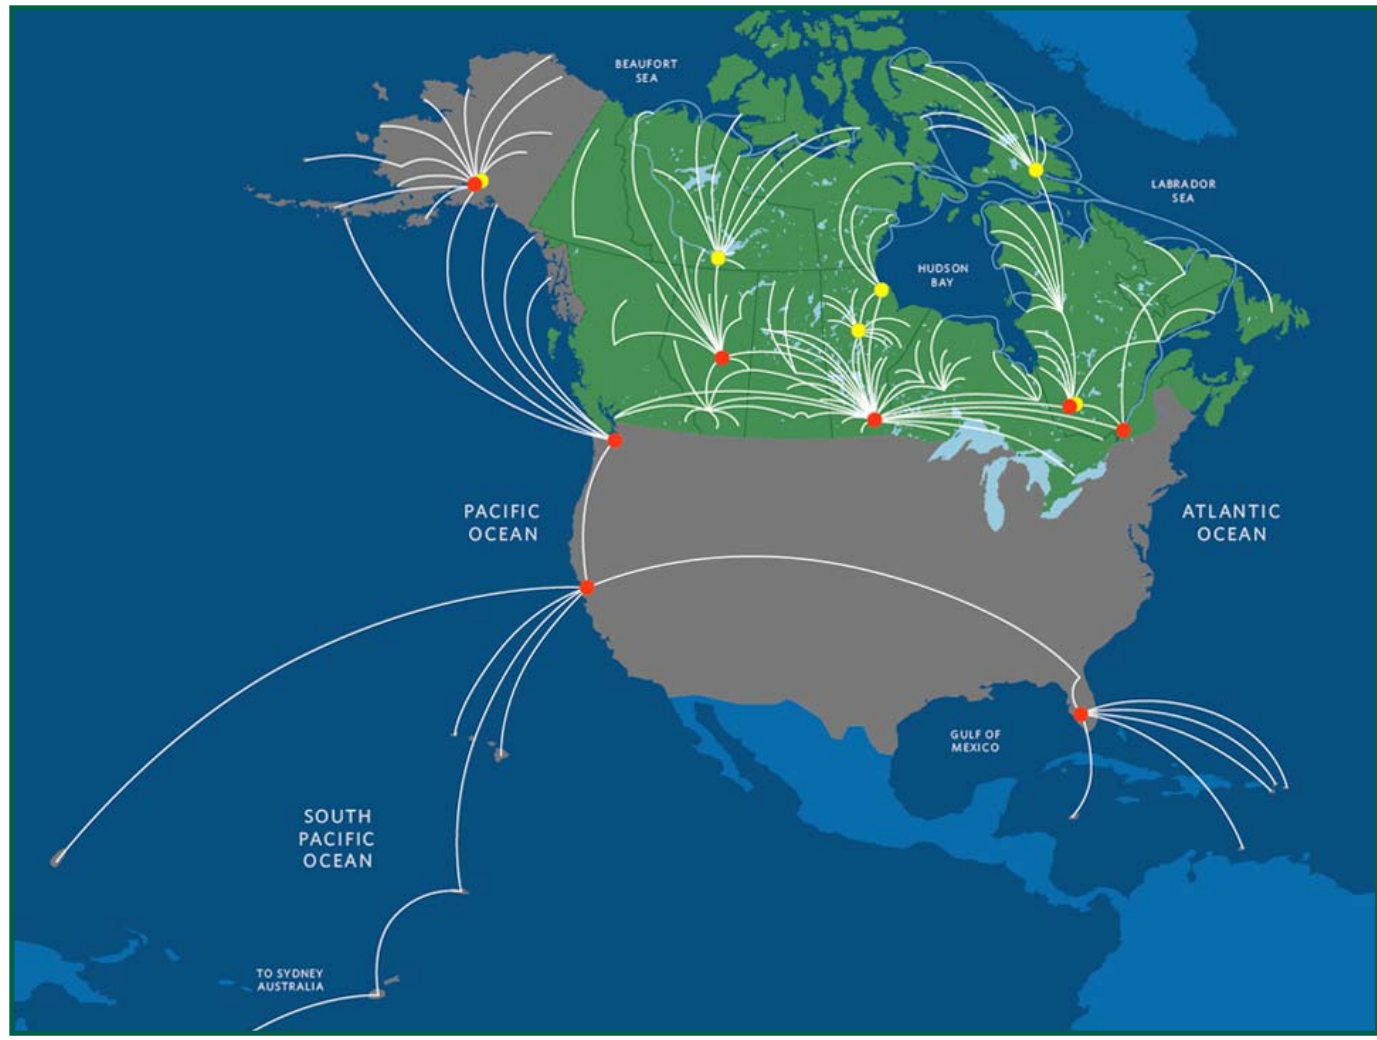 BEAUFORT
SEA
LABRADOR
SEA
HUDSON
BAY
PACIFIC
OCEAN
ATLANTIC
OCEAN
GULF OF
MEXICO
SOUTH
PACIFIC
OCEAN
TO SYDNEY
AUSTRALIA